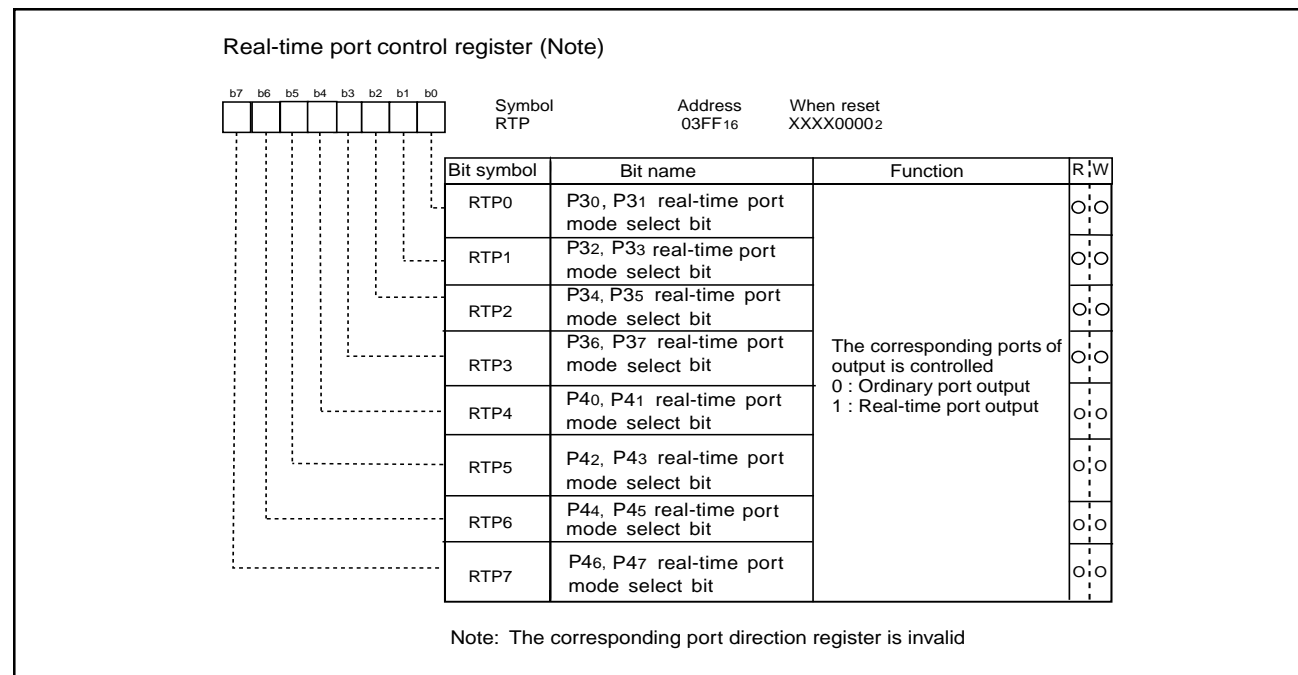 Real-time port control register (Note)
b7 b6 b5 b4 b3 b2 b1 b0
Symbol Address When reset
RTP 03FF16 XXXX00002
Bit symbol Bit name Function R W
RTP0 P30, P31 real-time port
mode select bit
RTP1 P32, P33 real-time port
mode select bit
RTP2 P34, P35 real-time port
mode select bit
RTP3 P36, P37 real-time port
mode select bit
RTP4 P40, P41 real-time port
mode select bit
RTP5 P42, P43 real-time port
mode select bit
RTP6 P44, P45 real-time port
mode select bit
RTP7 P46, P47 real-time port
mode select bit
The corresponding ports of
output is controlled
0 : Ordinary port output
1 : Real-time port output
Note: The corresponding port direction register is invalid